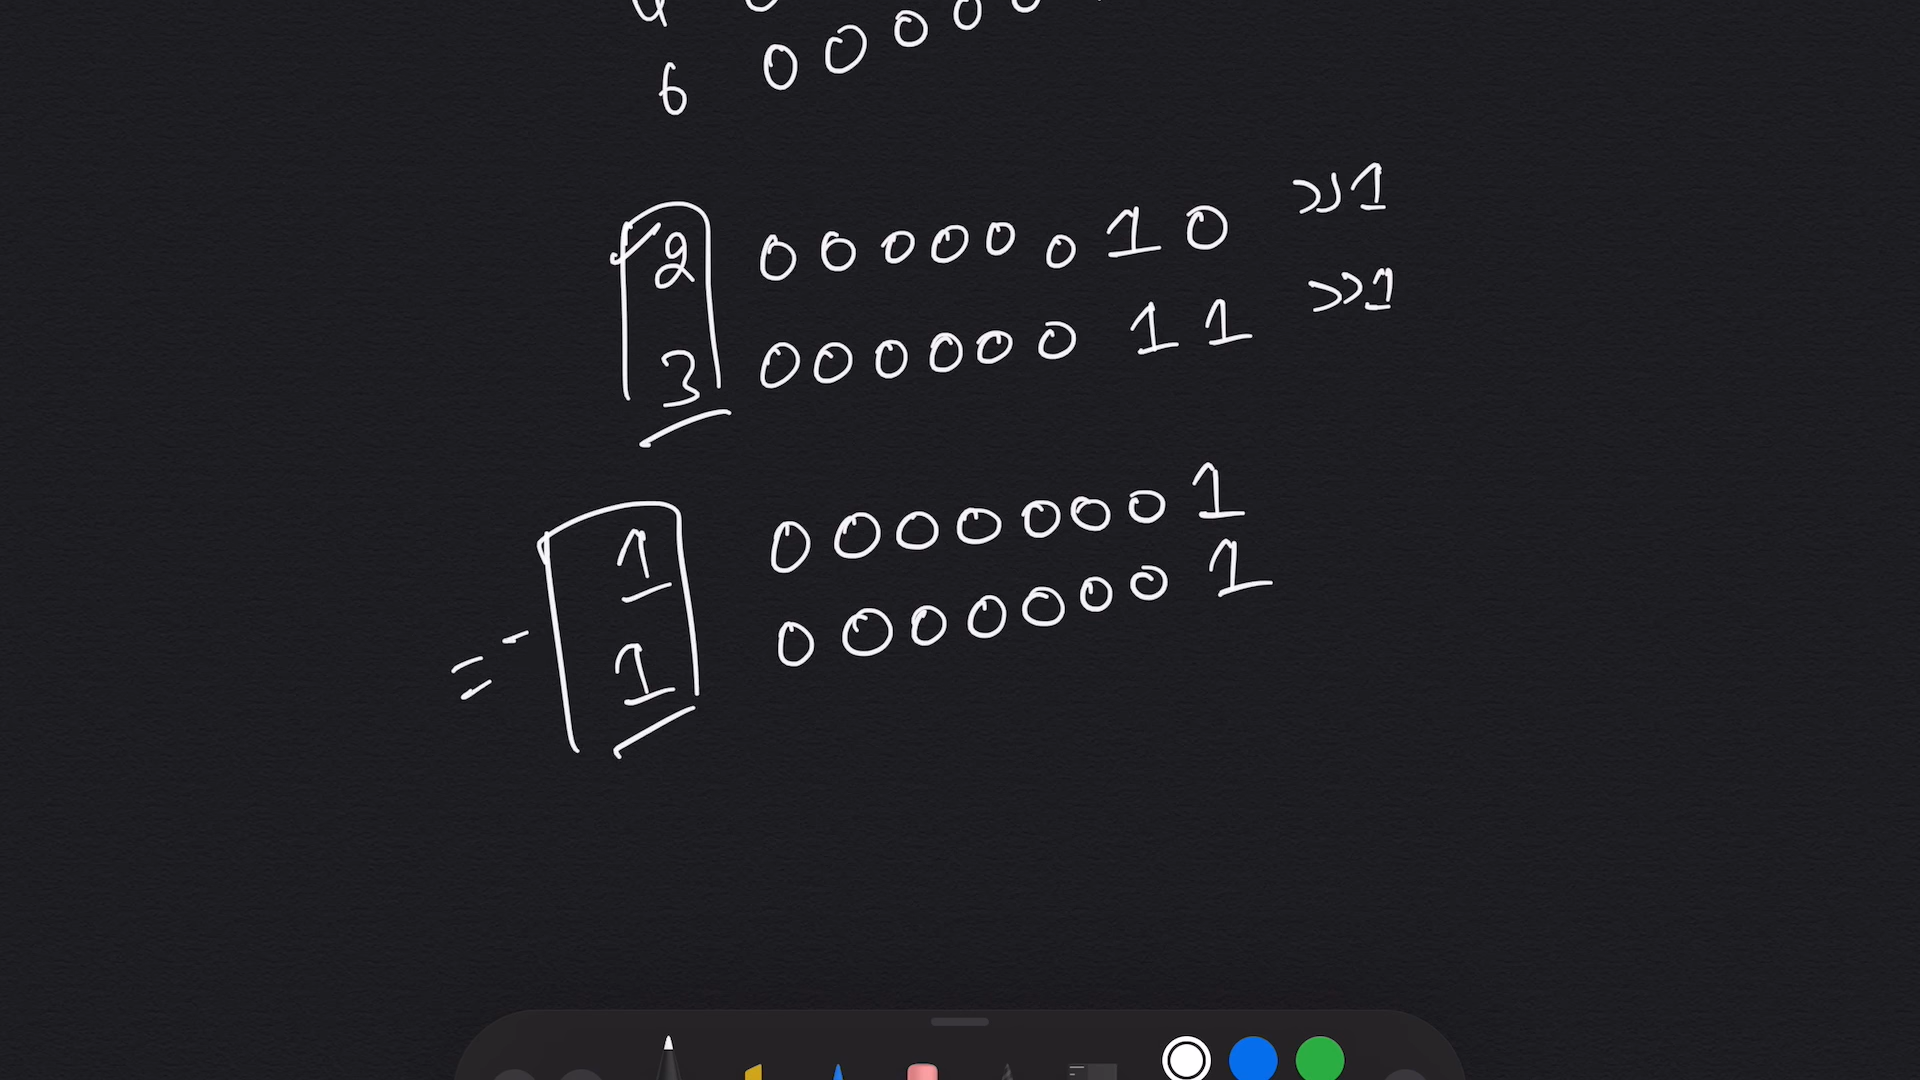 6 0 0 0 0 0
2 0 0 0 0 0 0 1 0 >>1
3 0 0 0 0 0 0 1 1 >>1
1 0 0 0 0 0 0 0 1
= - 1 0 0 0 0 0 0 0 1